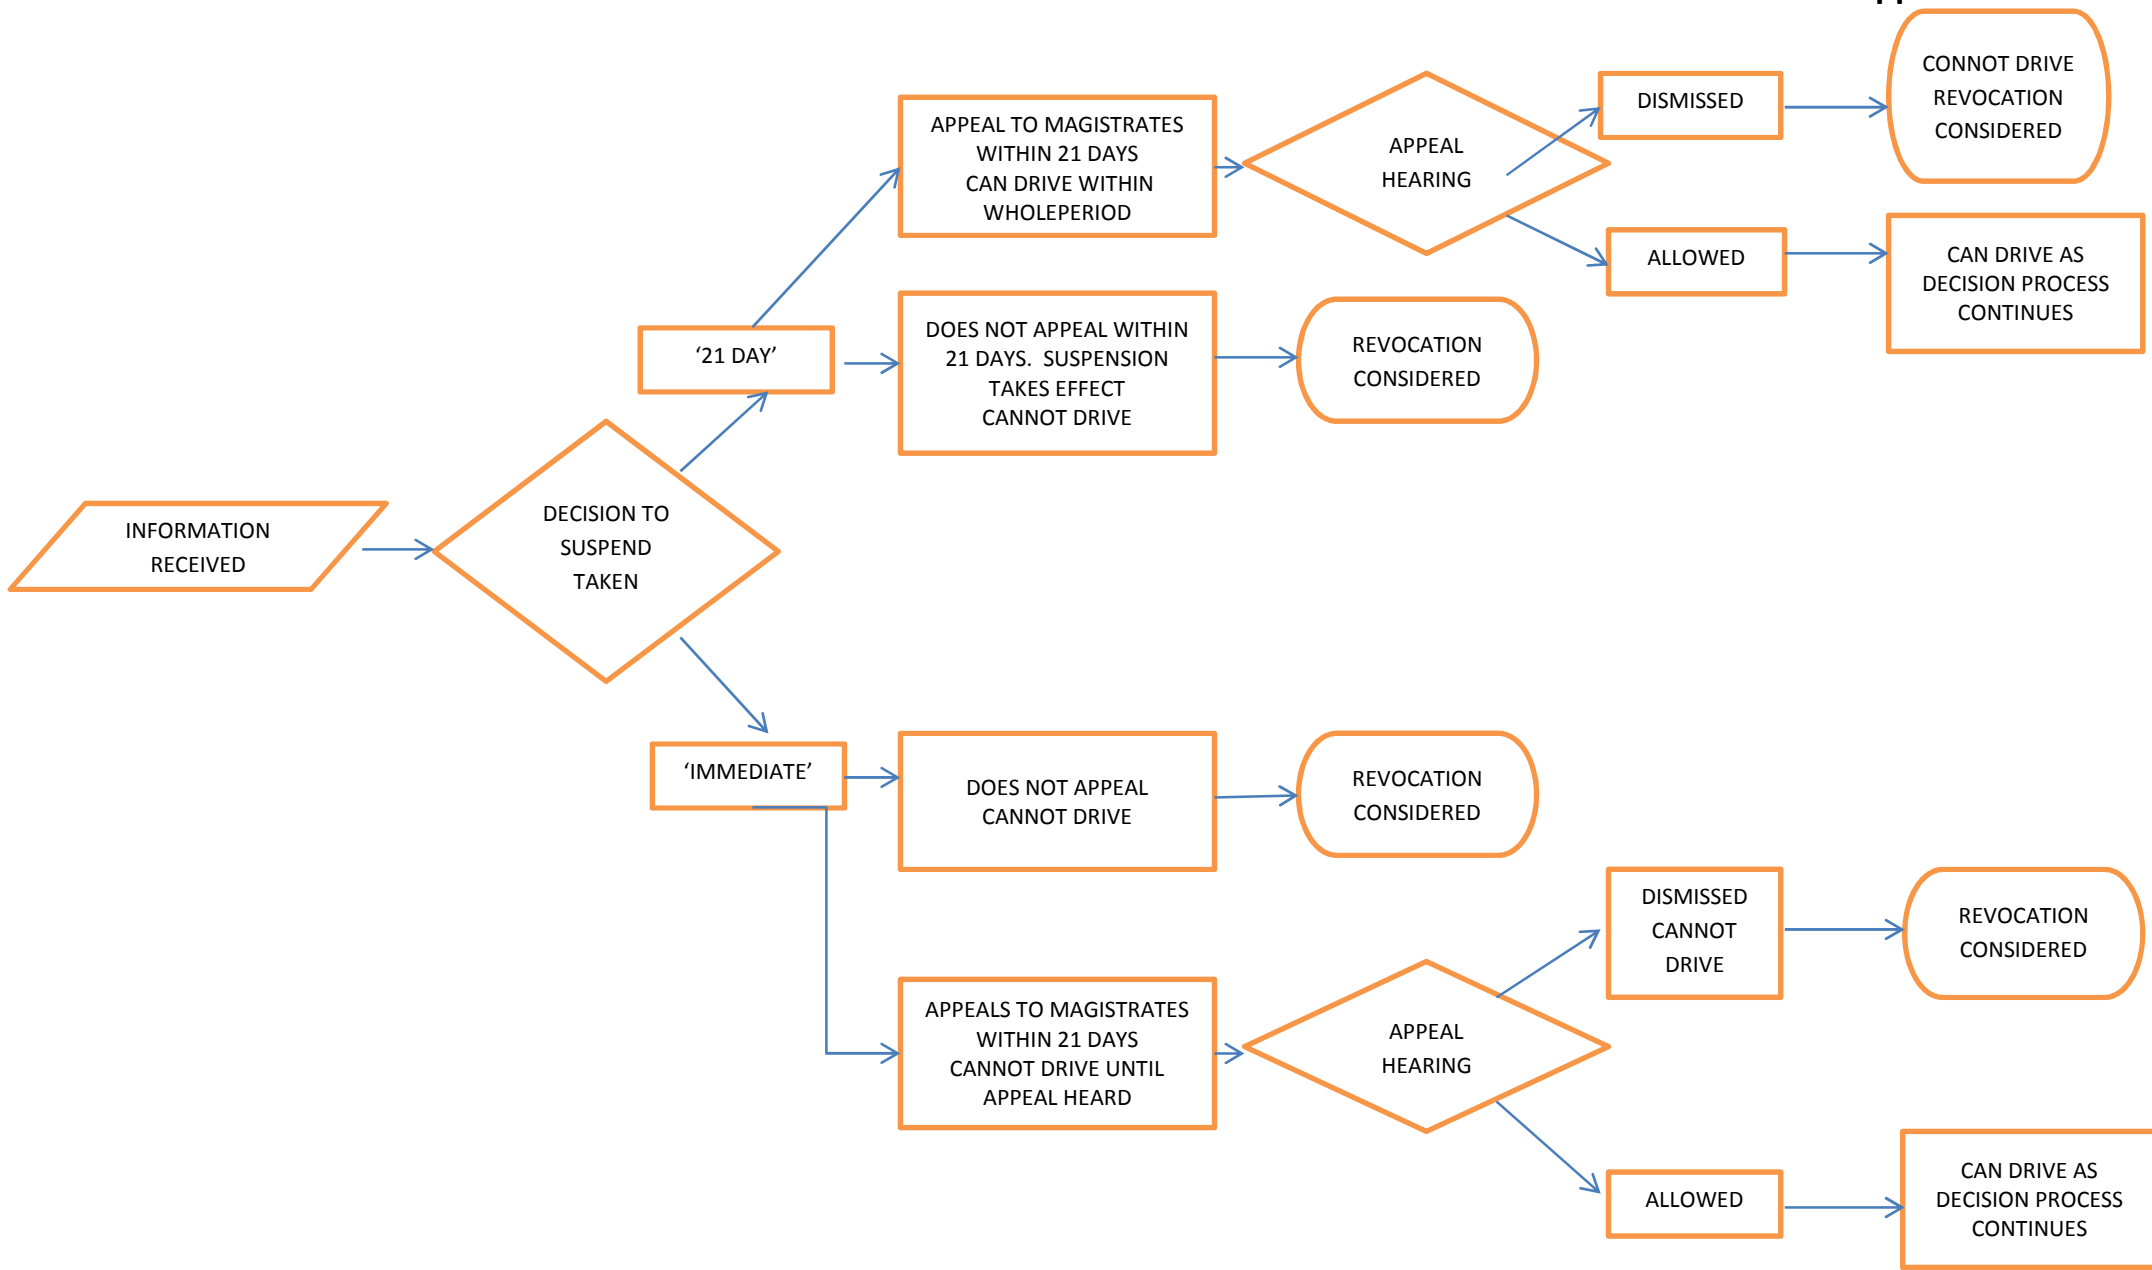 CONNOT DRIVE
REVOCATION
CONSIDERED
DISMISSED
APPEAL TO MAGISTRATES
WITHIN 21 DAYS
CAN DRIVE WITHIN
WHOLEPERIOD
APPEAL
HEARING
ALLOWED
CAN DRIVE AS
DECISION PROCESS
CONTINUES
‘21 DAY’
DOES NOT APPEAL WITHIN
21 DAYS.  SUSPENSION
TAKES EFFECT
CANNOT DRIVE
REVOCATION
CONSIDERED
INFORMATION
RECEIVED
DECISION TO
SUSPEND
TAKEN
‘IMMEDIATE’
DOES NOT APPEAL
CANNOT DRIVE
REVOCATION
CONSIDERED
DISMISSED
CANNOT
DRIVE
REVOCATION
CONSIDERED
APPEALS TO MAGISTRATES
WITHIN 21 DAYS
CANNOT DRIVE UNTIL
APPEAL HEARD
APPEAL
HEARING
ALLOWED
CAN DRIVE AS
DECISION PROCESS
CONTINUES